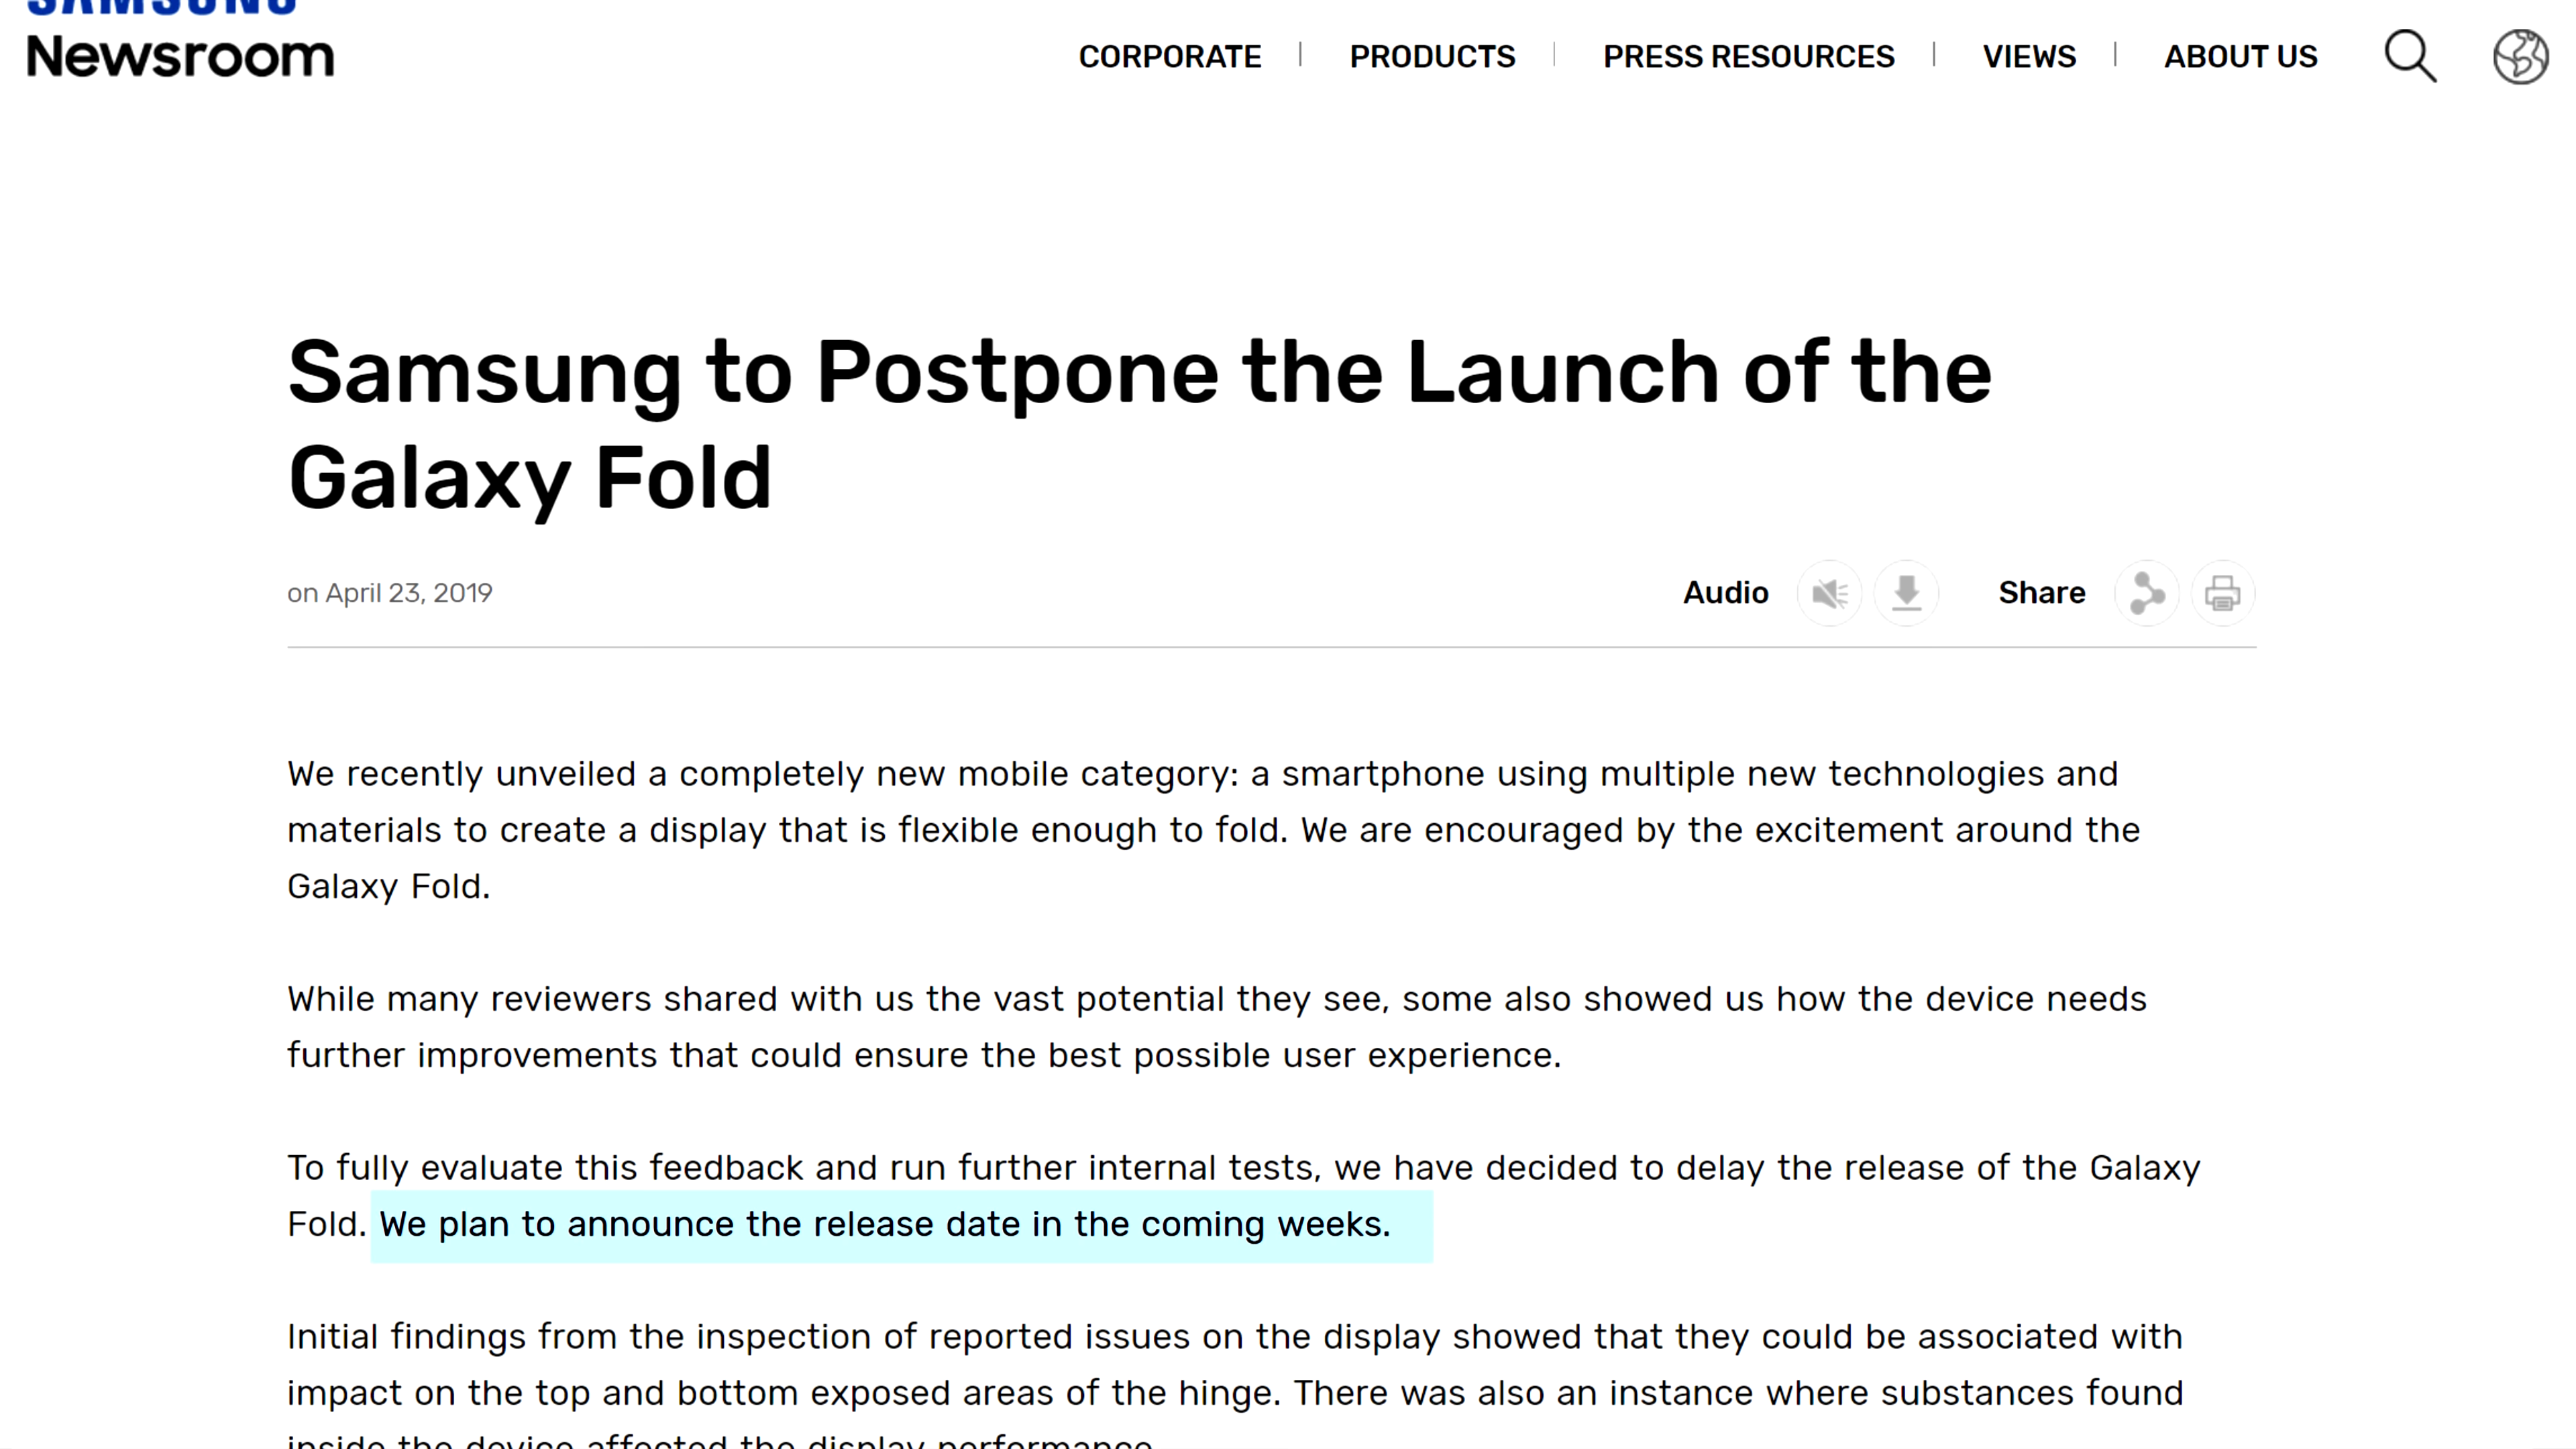 SAMSUNG
Newsroom
CORPORATE | PRODUCTS | PRESS RESOURCES | VIEWS | ABOUT US
Samsung to Postpone the Launch of the
Galaxy Fold
on April 23, 2019
Audio Share
We recently unveiled a completely new mobile category: a smartphone using multiple new technologies and
materials to create a display that is flexible enough to fold. We are encouraged by the excitement around the
Galaxy Fold.
While many reviewers shared with us the vast potential they see, some also showed us how the device needs
further improvements that could ensure the best possible user experience.
To fully evaluate this feedback and run further internal tests, we have decided to delay the release of the Galaxy
Fold. We plan to announce the release date in the coming weeks.
Initial findings from the inspection of reported issues on the display showed that they could be associated with
impact on the top and bottom exposed areas of the hinge. There was also an instance where substances found
inside the device affected the display performance.